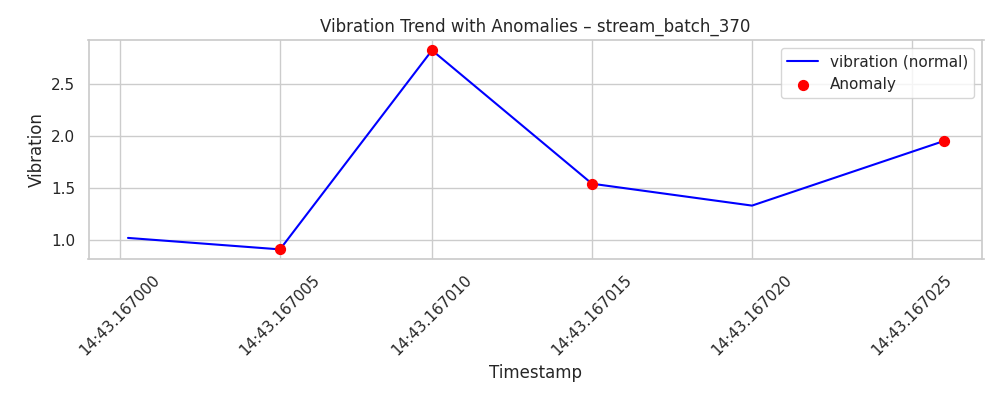 Vibration Trend with Anomalies – stream_batch_370
vibration (normal)
Anomaly
Vibration
2.5
2.0
1.5
1.0
14:43.167000
14:43.167005
14:43.167010
14:43.167015
14:43.167020
14:43.167025
Timestamp